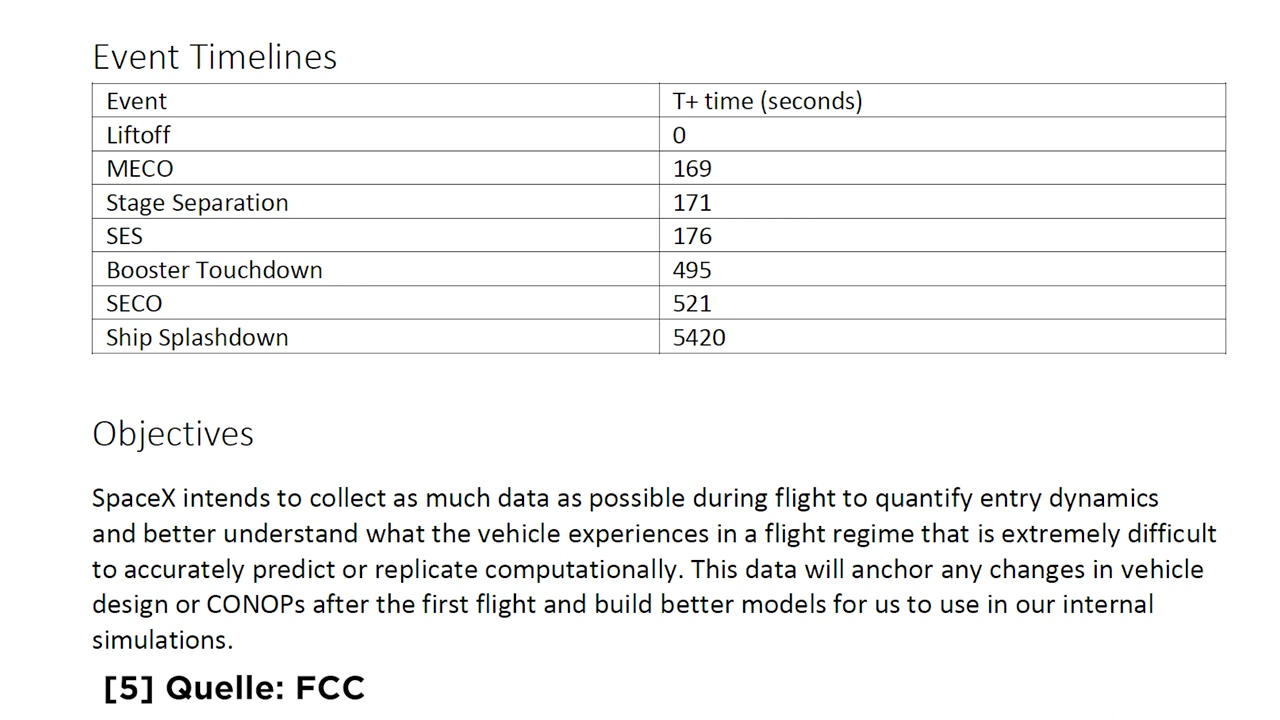 Event Timelines
Event T+ time (seconds)
Liftoff 0
MECO 169
Stage Separation 171
SES 176
Booster Touchdown 495
SECO 521
Ship Splashdown 5420
Objectives
SpaceX intends to collect as much data as possible during flight to quantify entry dynamics
and better understand what the vehicle experiences in a flight regime that is extremely difficult
to accurately predict or replicate computationally. This data will anchor any changes in vehicle
design or CONOPs after the first flight and build better models for us to use in our internal
simulations.
[5] Quelle: FCC